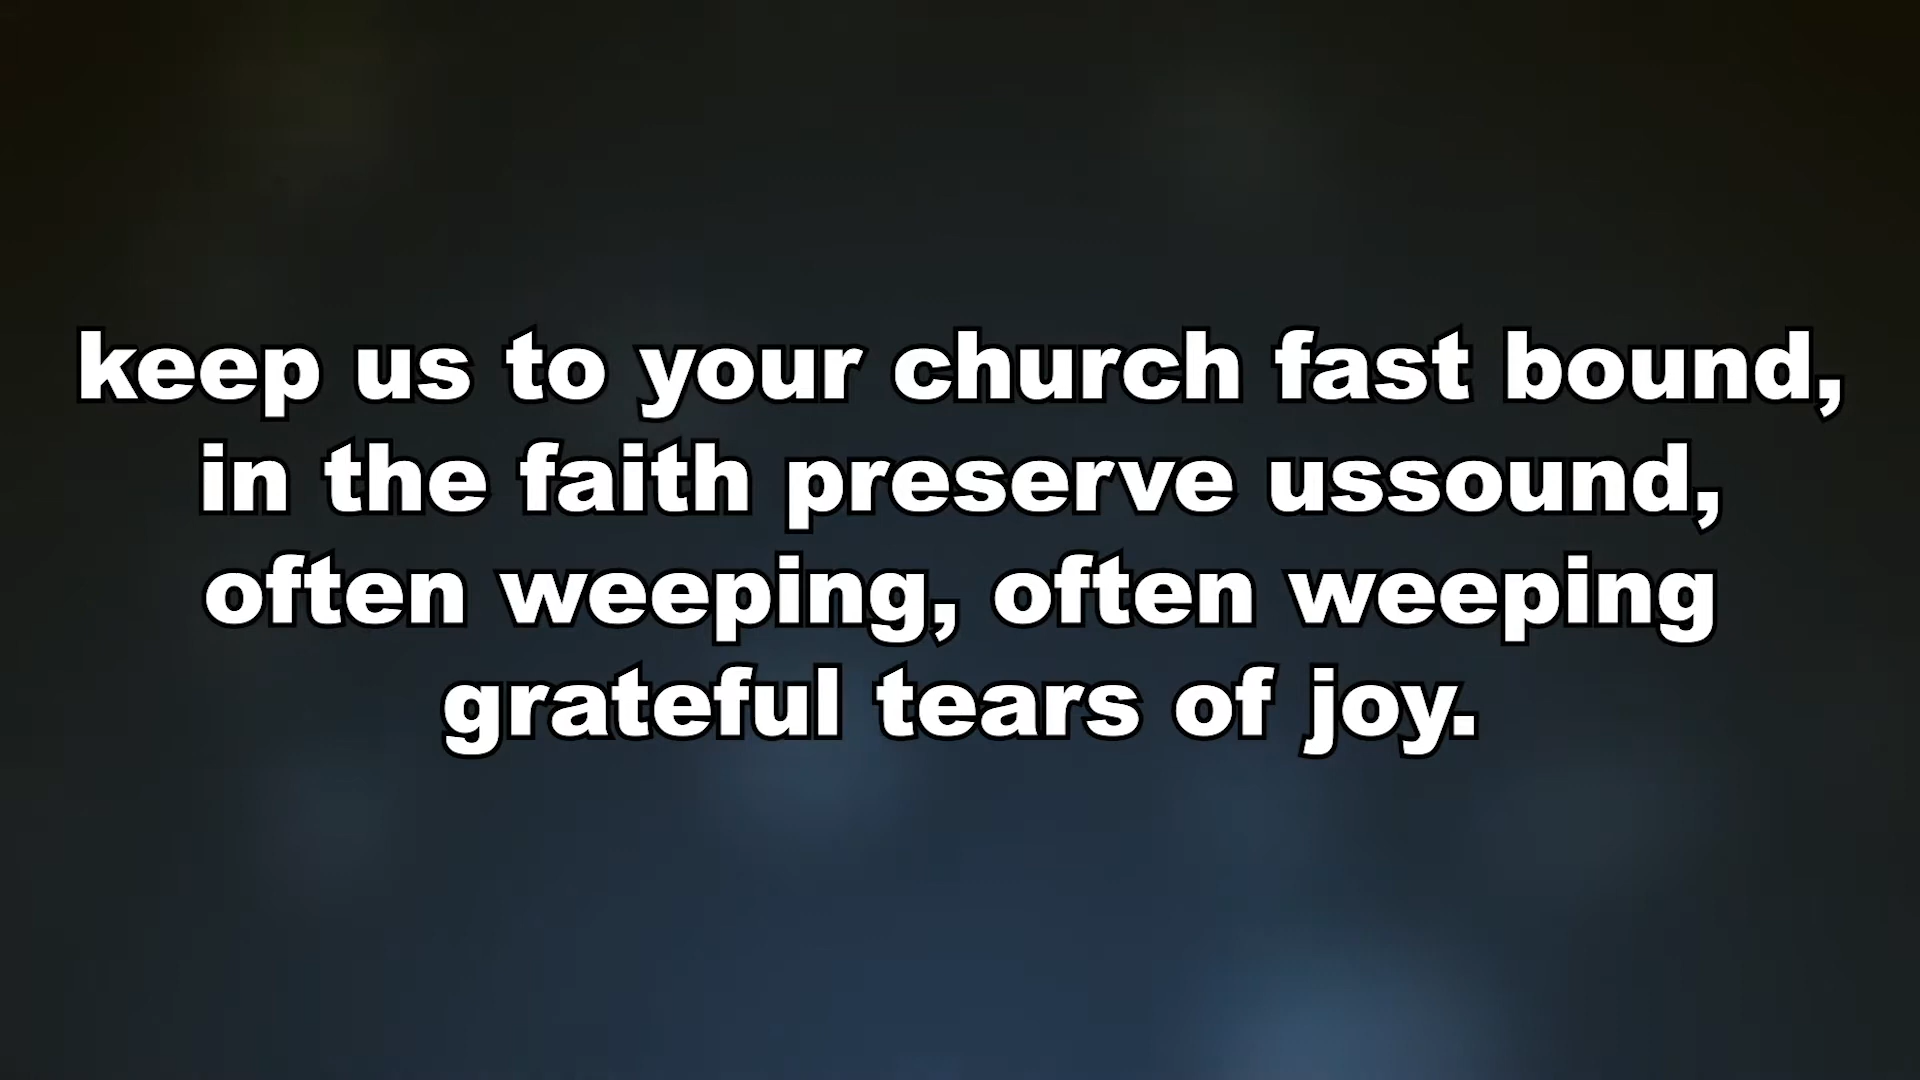 keep us to your church fast bound,
in the faith preserve ussound,
often weeping, often weeping
grateful tears of joy.